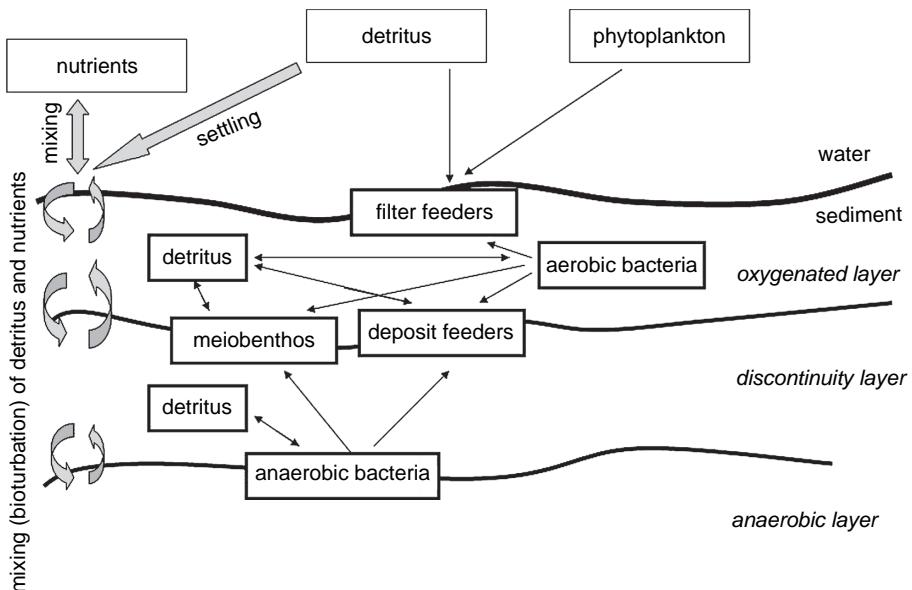 detritus
phytoplankton
nutrients
mixing
settling
water
sediment
filter feeders
detritus
aerobic bacteria
oxygenated layer
meiobenthos
deposit feeders
discontinuity layer
detritus
anaerobic bacteria
anaerobic layer
mixing (bioturbation) of detritus and nutrients